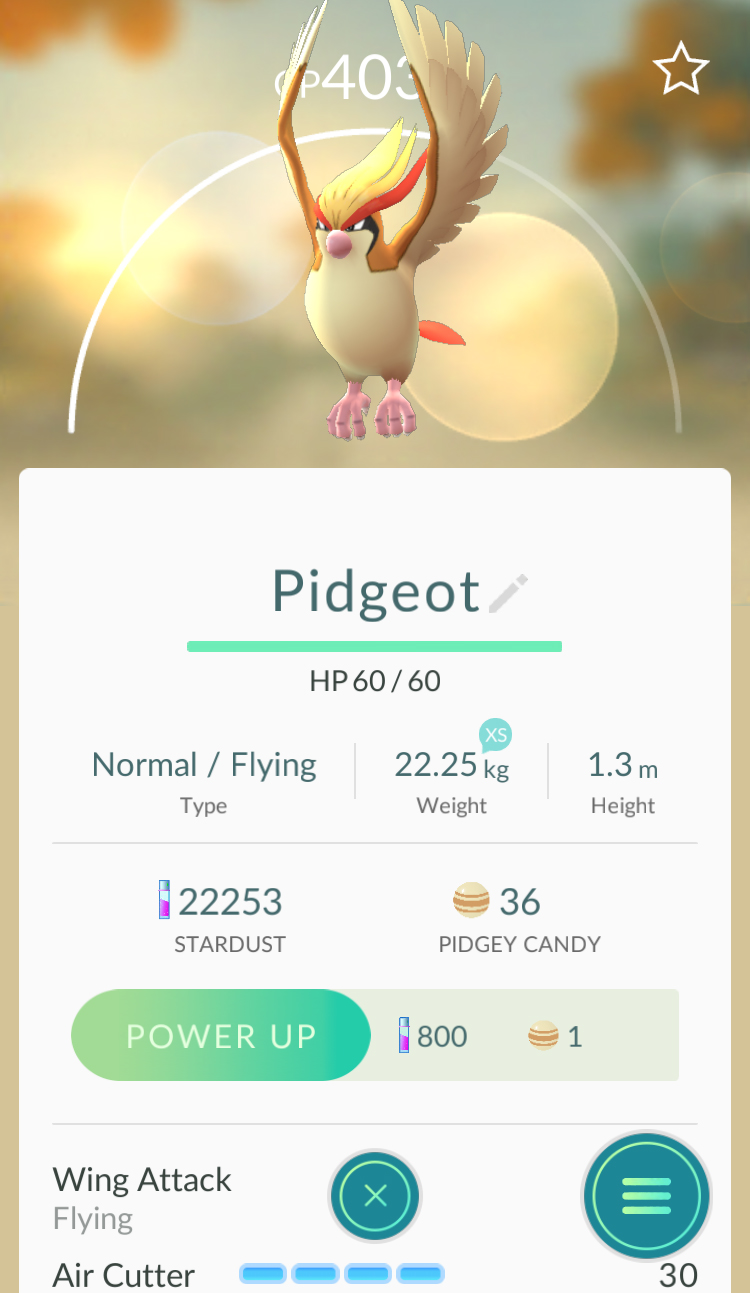 CP403
Pidgeot
HP 60 / 60
XS
Normal / Flying
22.25 kg
1.3 m
Type
Weight
Height
22253
36
STARDUST
PIDGEY CANDY
POWER UP
800
1
Wing Attack
Flying
Air Cutter
30